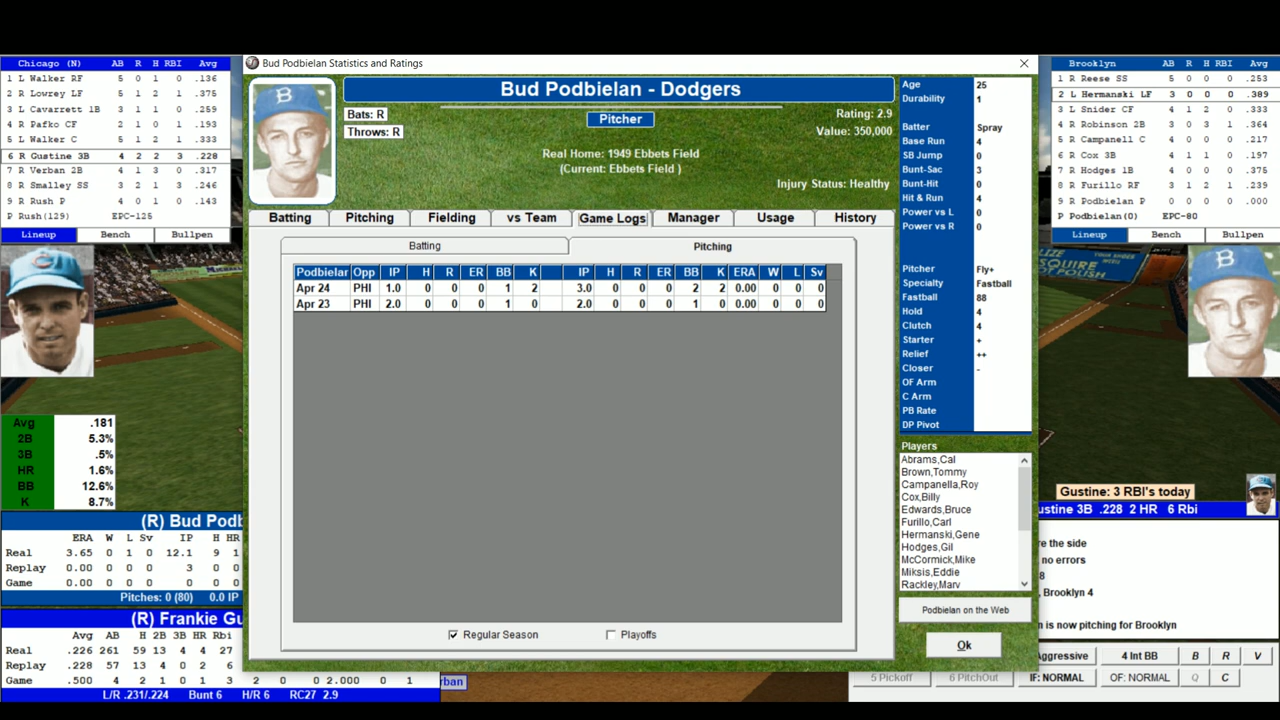 Bud Podbielan Statistics and Ratings
Chicago (N) AB R H RBI Avg
1 L Walker RF 5 0 1 0 .136
2 R Lowrey LF 5 1 2 1 .375
3 L Cavarrett 1B 3 1 1 0 .259
4 R Pafko CF 2 1 0 1 .193
5 L Walker C 5 1 2 0 .333
6 R Gustine 3B 4 2 2 3 .228
7 R Verban 2B 4 1 3 0 .317
8 R Smalley SS 3 2 1 3 .246
9 R Rush P 4 0 1 0 .143
P Rush(129) EPC-125
Lineup Bench Bullpen
Avg .181
2B 5.3%
3B .5%
HR 1.6%
BB 12.6%
K 8.7%
(R) Bud Podb
ERA W L Sv IP H HR
Real 3.65 0 1 0 12.1 9 1
Replay 0.00 0 0 0 3 0 0
Game 0.00 0 0 0 0 0
Pitches: 0 (80) 0.0 IP
(R) Frankie Gu
Avg AB H 2B 3B HR Rbi
Real .226 261 59 13 4 4 27
Replay .228 57 13 4 0 2 6
Game .500 4 2 1 0 1 3 2 0 0 2.000 0 1
L/R .231/.224 Bunt 6 H/R 6 RC27 2.9
rban
B
Bud Podbielan - Dodgers
Bats: R
Throws: R
Pitcher
Rating: 2.9
Value: 350,000
Real Home: 1949 Ebbets Field
(Current: Ebbets Field )
Injury Status: Healthy
Batting Pitching Fielding vs Team Game Logs Manager Usage History
Batting Pitching
Podbielar Opp IP H R ER BB K IP H R ER BB K ERA W L Sv
Apr 24 PHI 1.0 0 0 0 1 2 3.0 0 0 0 2 2 0.00 0 0 0
Apr 23 PHI 2.0 0 0 0 1 0 2.0 0 0 0 1 0 0.00 0 0 0
Regular Season Playoffs
Age 25
Durability 1
Batter Spray
Base Run 4
SB Jump 0
Bunt-Sac 3
Bunt-Hit 0
Hit & Run 4
Power vs L 0
Power vs R 0
Pitcher Fly+
Specialty Fastball
Fastball 88
Hold 4
Clutch 4
Starter +
Relief ++
Closer -
OF Arm
C Arm
PB Rate
DP Pivot
Players
Abrams,Cal
Brown,Tommy
Campanella,Roy
Cox,Billy
Edwards,Bruce
Furillo,Carl
Hermanski,Gene
Hodges,Gil
McCormick,Mike
Miksis,Eddie
Rackley,Marv
Podbielan on the Web
Ok
Brooklyn AB R H RBI Avg
1 R Reese SS 5 0 0 0 .253
2 L Hermanski LF 3 0 0 0 .389
3 L Snider CF 4 1 2 0 .333
4 R Robinson 2B 3 0 3 1 .364
5 R Campanell C 4 0 1 0 .217
6 R Cox 3B 4 1 1 0 .197
7 R Hodges 1B 4 0 1 0 .375
8 R Furillo RF 3 1 1 2 .239
9 R Podbielan P 0 0 0 0 .000
P Podbielan(0) EPC-80
Lineup Bench Bullpen
B
SQUIRE
Gustine: 3 RBI's today
ustine 3B .228 2 HR 6 Rbi
re the side
no errors
8
, Brooklyn 4
n is now pitching for Brooklyn
Aggressive 4 Int BB B R V
5 Pickoff 6 PitchOut IF: NORMAL OF: NORMAL Q C